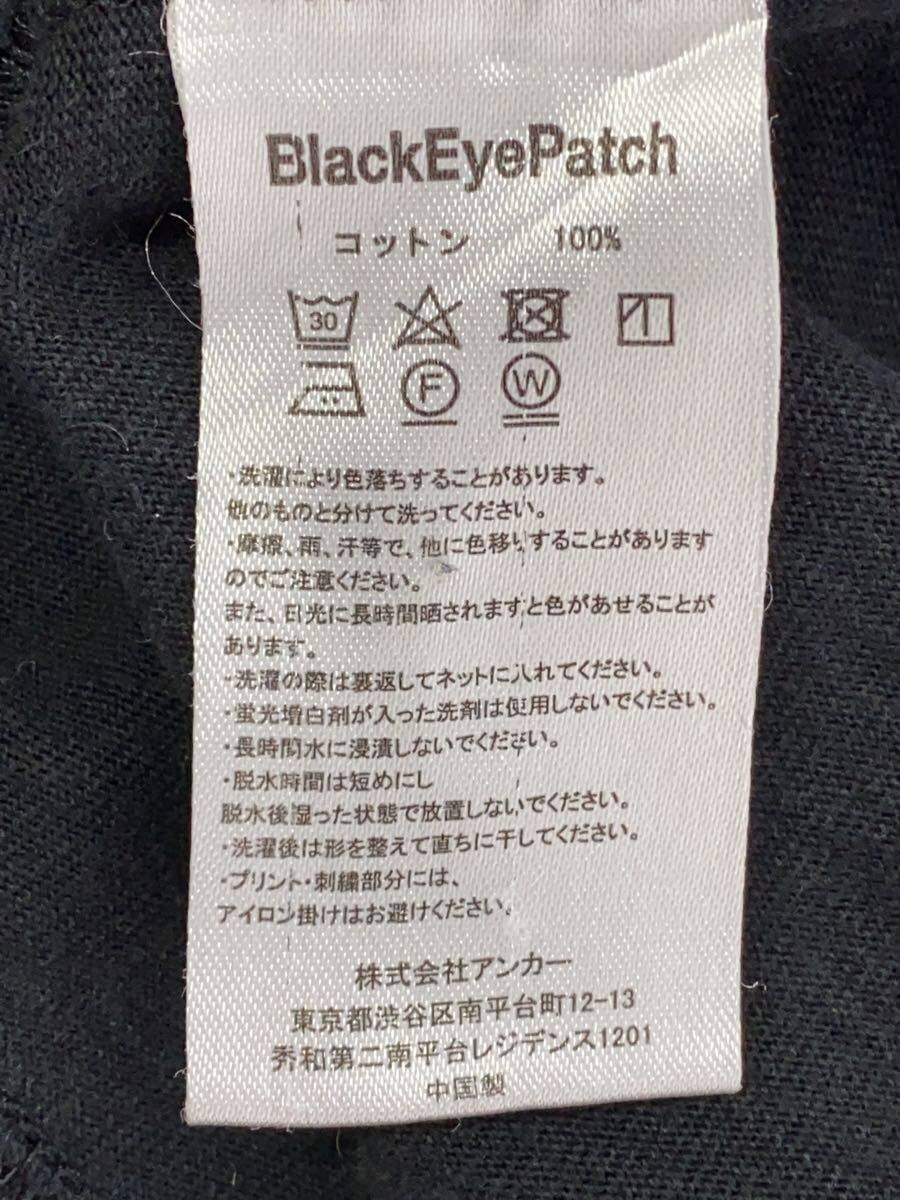 BlackEyePatch
コットン 100%
30
F W
・洗濯により色落ちすることがあります。
他のものと分けて洗ってください。
・摩擦、雨、汗等で、他に色移りすることがあります
のでご注意ください。
また、日光に長時間晒されますと色があせることが
あります。
・洗濯の際は裏返してネットに入れてください。
・蛍光増白剤が入った洗剤は使用しないでください。
・長時間水に浸漬しないでください。
・脱水時間は短めにし
脱水後湿った状態で放置しないでください。
・洗濯後は形を整えて直ちに干してください。
・プリント・刺繍部分には、
アイロン掛けはお避けください。
株式会社アンカー
東京都渋谷区南平台町12-13
秀和第二南平台レジデンス1201
中国製